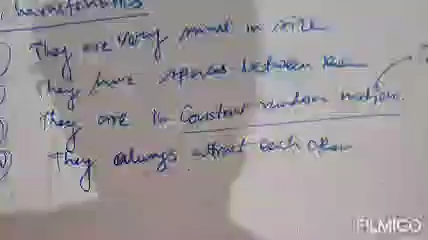 Characteristics
They are very small in size
They have spaces between them
They are in Constant random motion.
They always attract each other
FILMIGO